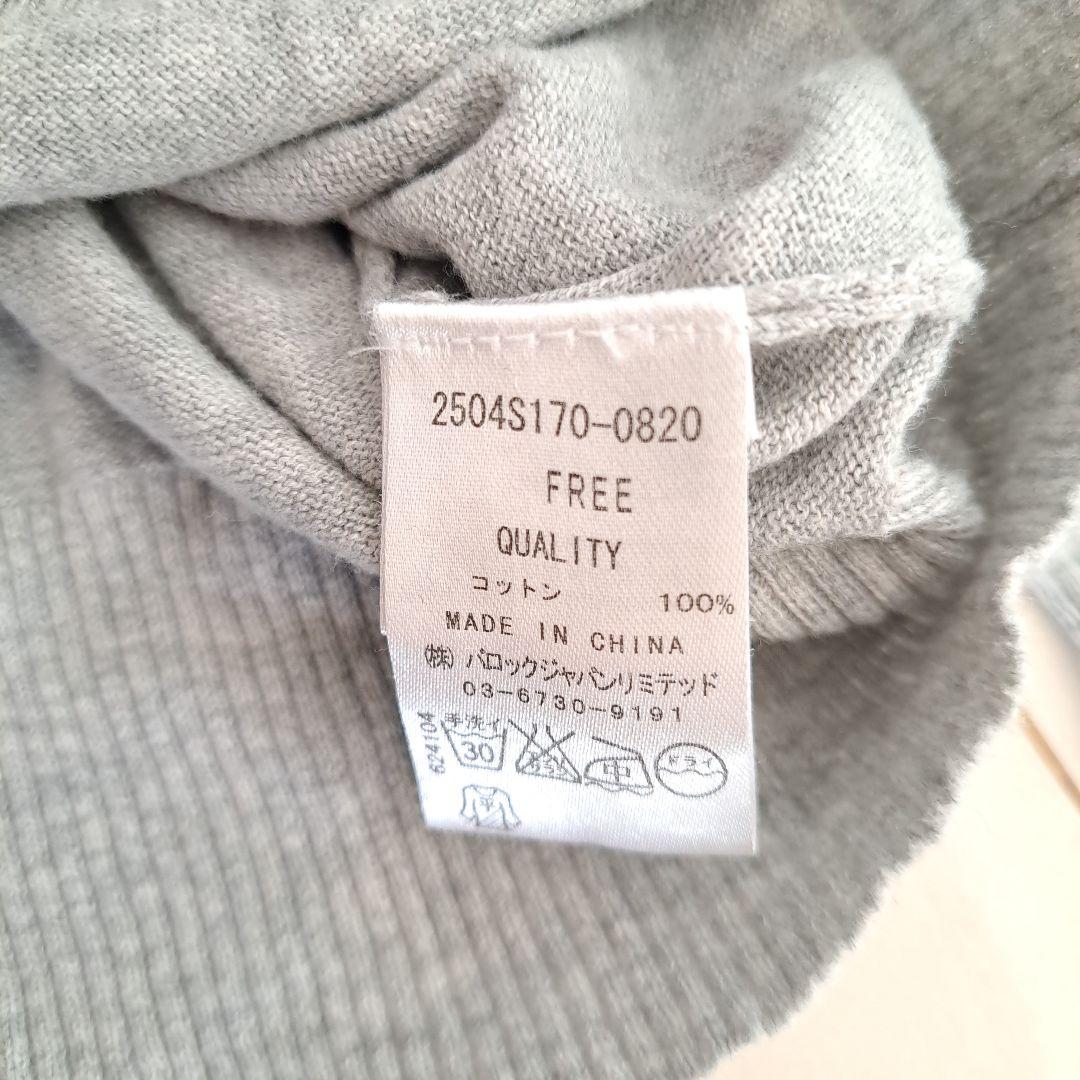 2504S170-0820
FREE
QUALITY
コットン 100%
MADE IN CHINA
(株)バロックジャパンリミテッド
03-6730-9191
624104
手洗イ
30
中
ドライ
平